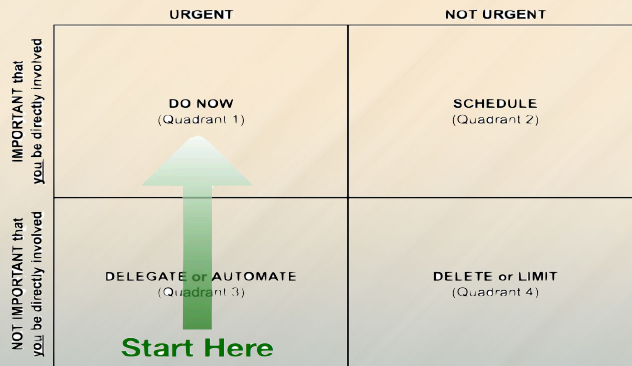 URGENT
NOT URGENT
IMPORTANT that
you be directly involved
DO NOW
(Quadrant 1)
SCHEDULE
(Quadrant 2)
NOT IMPORTANT that
you be directly involved
DELEGATE or AUTOMATE
(Quadrant 3)
DELETE or LIMIT
(Quadrant 4)
Start Here